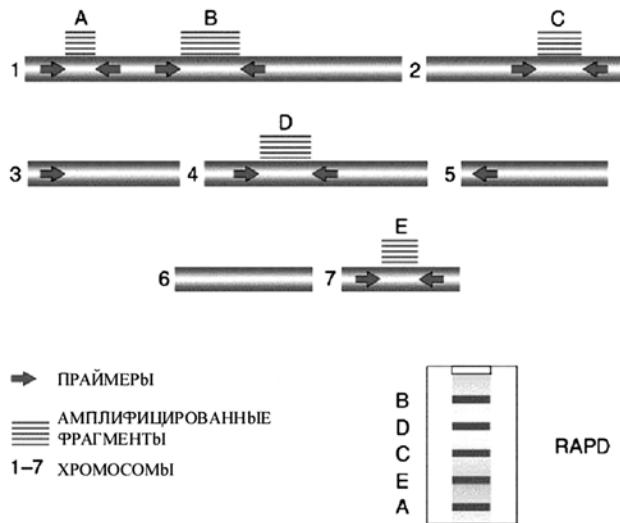 A
B
C
1
2
D
3
4
5
E
6
7
ПРАЙМЕРЫ
АМПЛИФИЦИРОВАННЫЕ
ФРАГМЕНТЫ
1–7 ХРОМОСОМЫ
B
D
C
E
A
RAPD